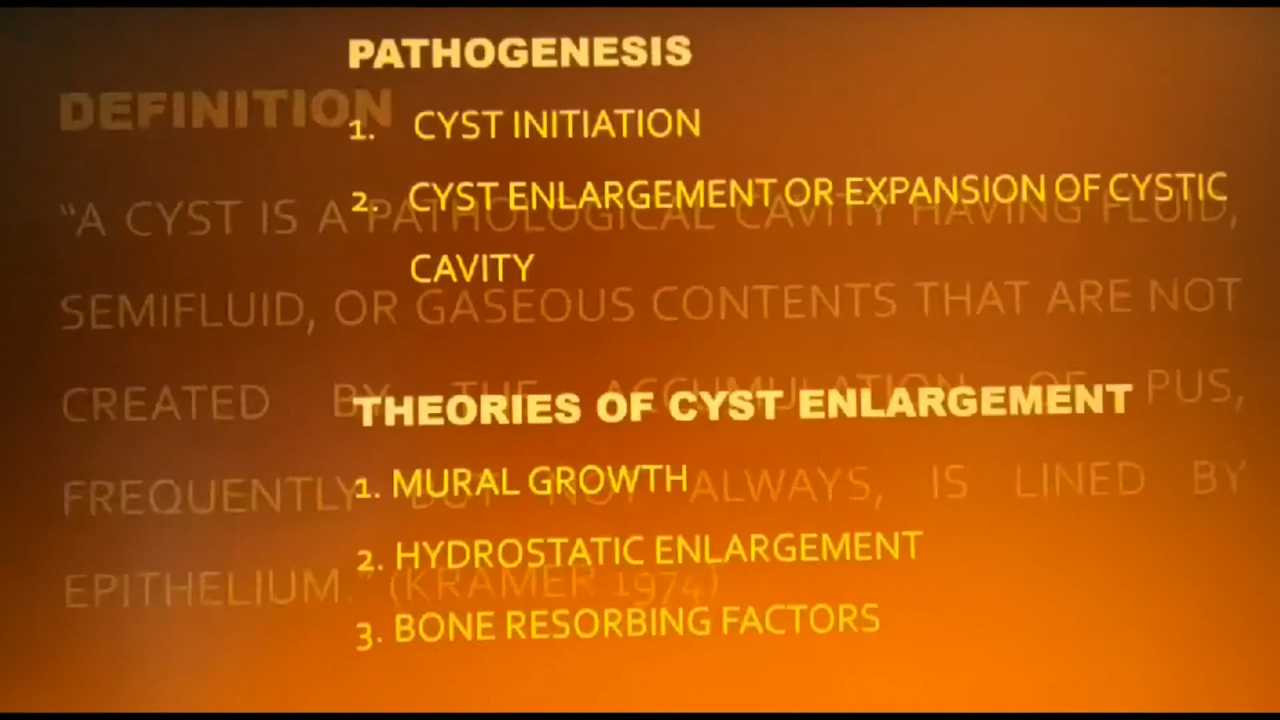 PATHOGENESIS
1. CYST INITIATION
2. CYST ENLARGEMENT OR EXPANSION OF CYSTIC
CAVITY
THEORIES OF CYST ENLARGEMENT
1. MURAL GROWTH
2. HYDROSTATIC ENLARGEMENT
3. BONE RESORBING FACTORS
DEFINITION
“A CYST IS A PATHOLOGICAL CAVITY HAVING FLUID,
SEMIFLUID, OR GASEOUS CONTENTS THAT ARE NOT
CREATED BY THE ACCUMULATION OF PUS,
FREQUENTLY BUT NOT ALWAYS, IS LINED BY
EPITHELIUM.” (KRAMER 1974)